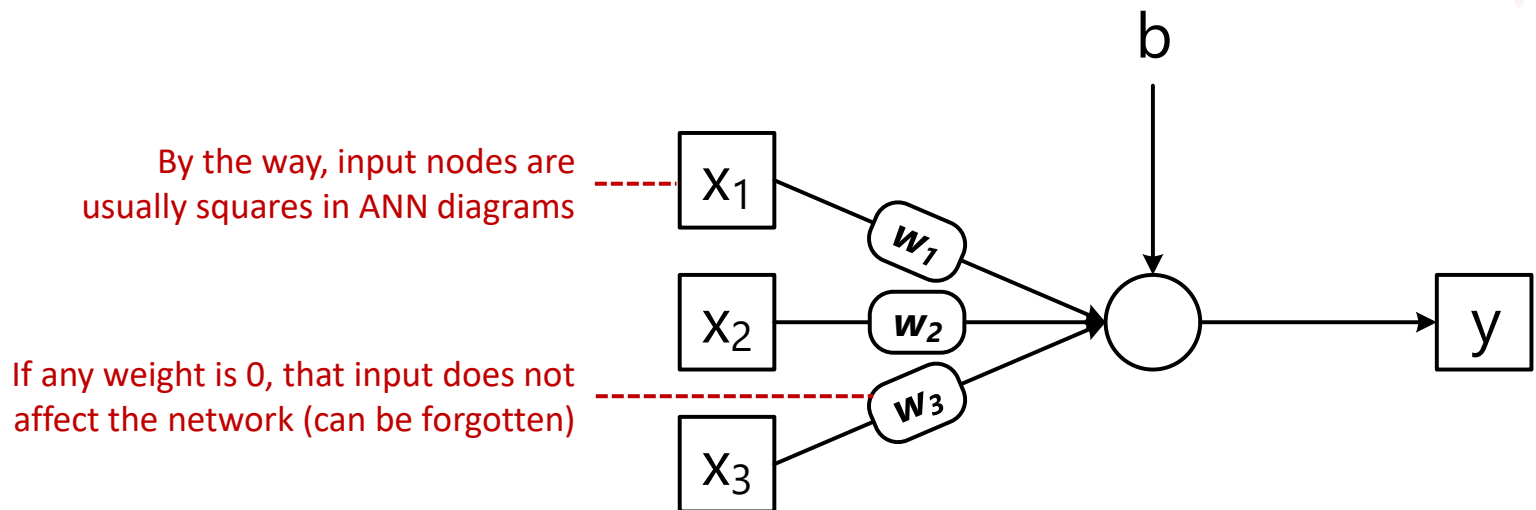 b
By the way, input nodes are
usually squares in ANN diagrams
x₁
w₁
x₂
w₂
y
If any weight is 0, that input does not
affect the network (can be forgotten)
w₃
x₃